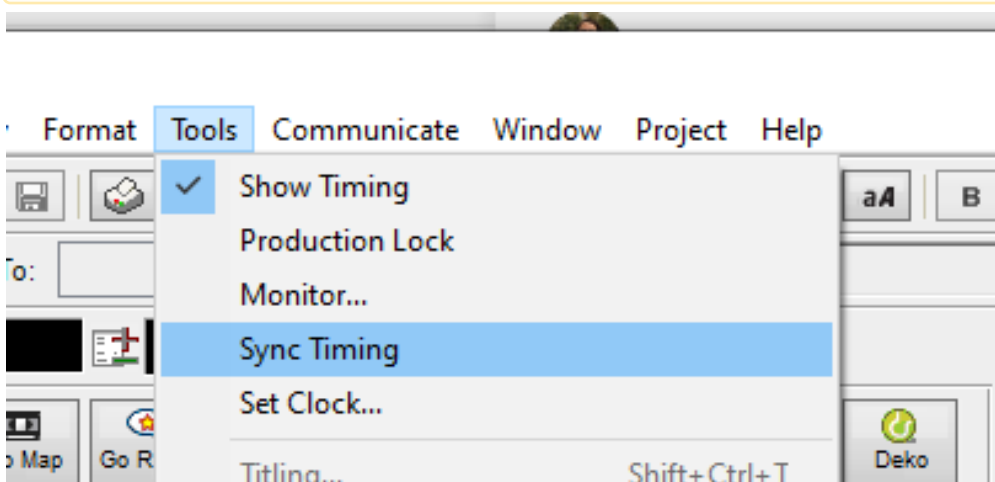 Format Tools Communicate Window Project Help
Show Timing
aA B
Production Lock
To:
Monitor...
Sync Timing
Set Clock...
Map Go R Deko
Titling... Shift+Ctrl+T